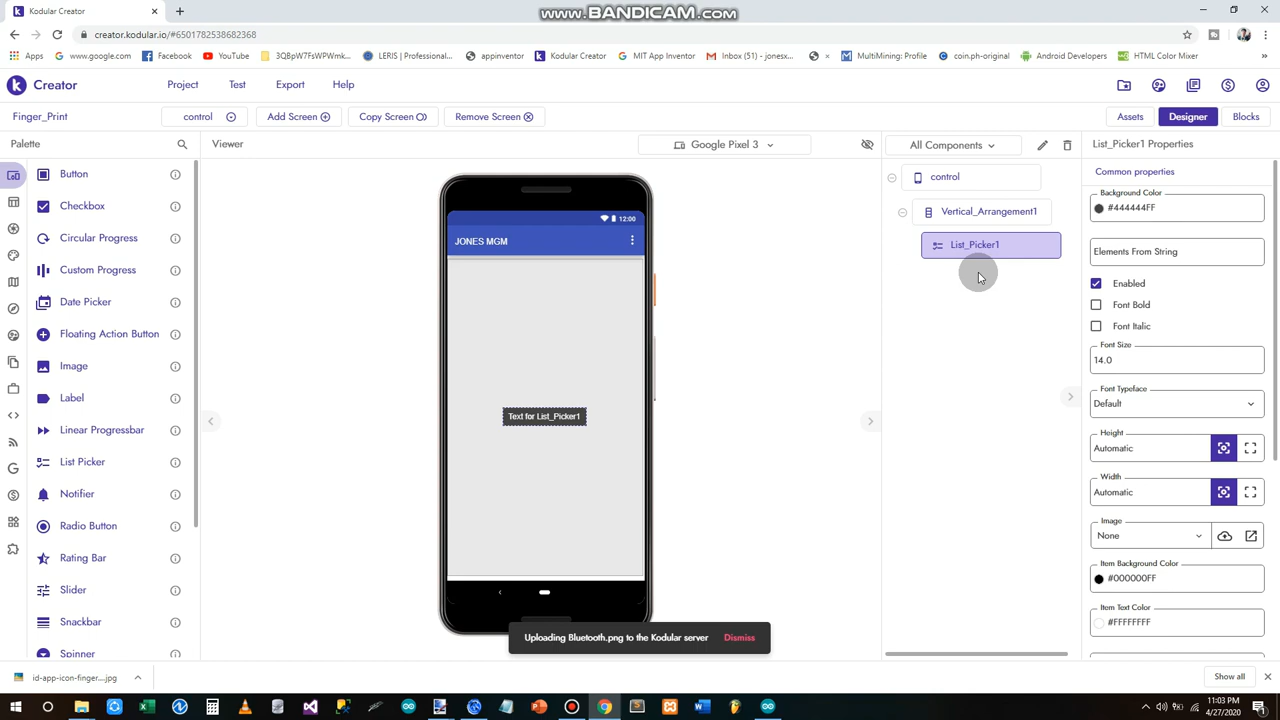 Kodular Creator
www.BANDICAM.com
creator.kodular.io/#6501782538682368
Apps
www.google.com
Facebook
YouTube
3QBpW7FsWPWmk...
LERIS | Professional...
appinventor
Kodular Creator
MIT App Inventor
Inbox (51) - jonesx...
MultiMining: Profile
coin.ph-original
Android Developers
HTML Color Mixer
Creator
Project
Test
Export
Help
Finger_Print
control
Add Screen
Copy Screen
Remove Screen
Assets
Designer
Blocks
Palette
Viewer
Google Pixel 3
All Components
List_Picker1 Properties
Button
Checkbox
Circular Progress
Custom Progress
Date Picker
Floating Action Button
Image
Label
Linear Progressbar
List Picker
Notifier
Radio Button
Rating Bar
Slider
Snackbar
Spinner
12:00
JONES MGM
Text for List_Picker1
Uploading Bluetooth.png to the Kodular server
Dismiss
control
Vertical_Arrangement1
List_Picker1
Common properties
Background Color
#444444FF
Elements From String
Enabled
Font Bold
Font Italic
Font Size
14.0
Font Typeface
Default
Height
Automatic
Width
Automatic
Image
None
Item Background Color
#000000FF
Item Text Color
#FFFFFFFF
id-app-icon-finger....jpg
Show all
11:03 PM
4/27/2020